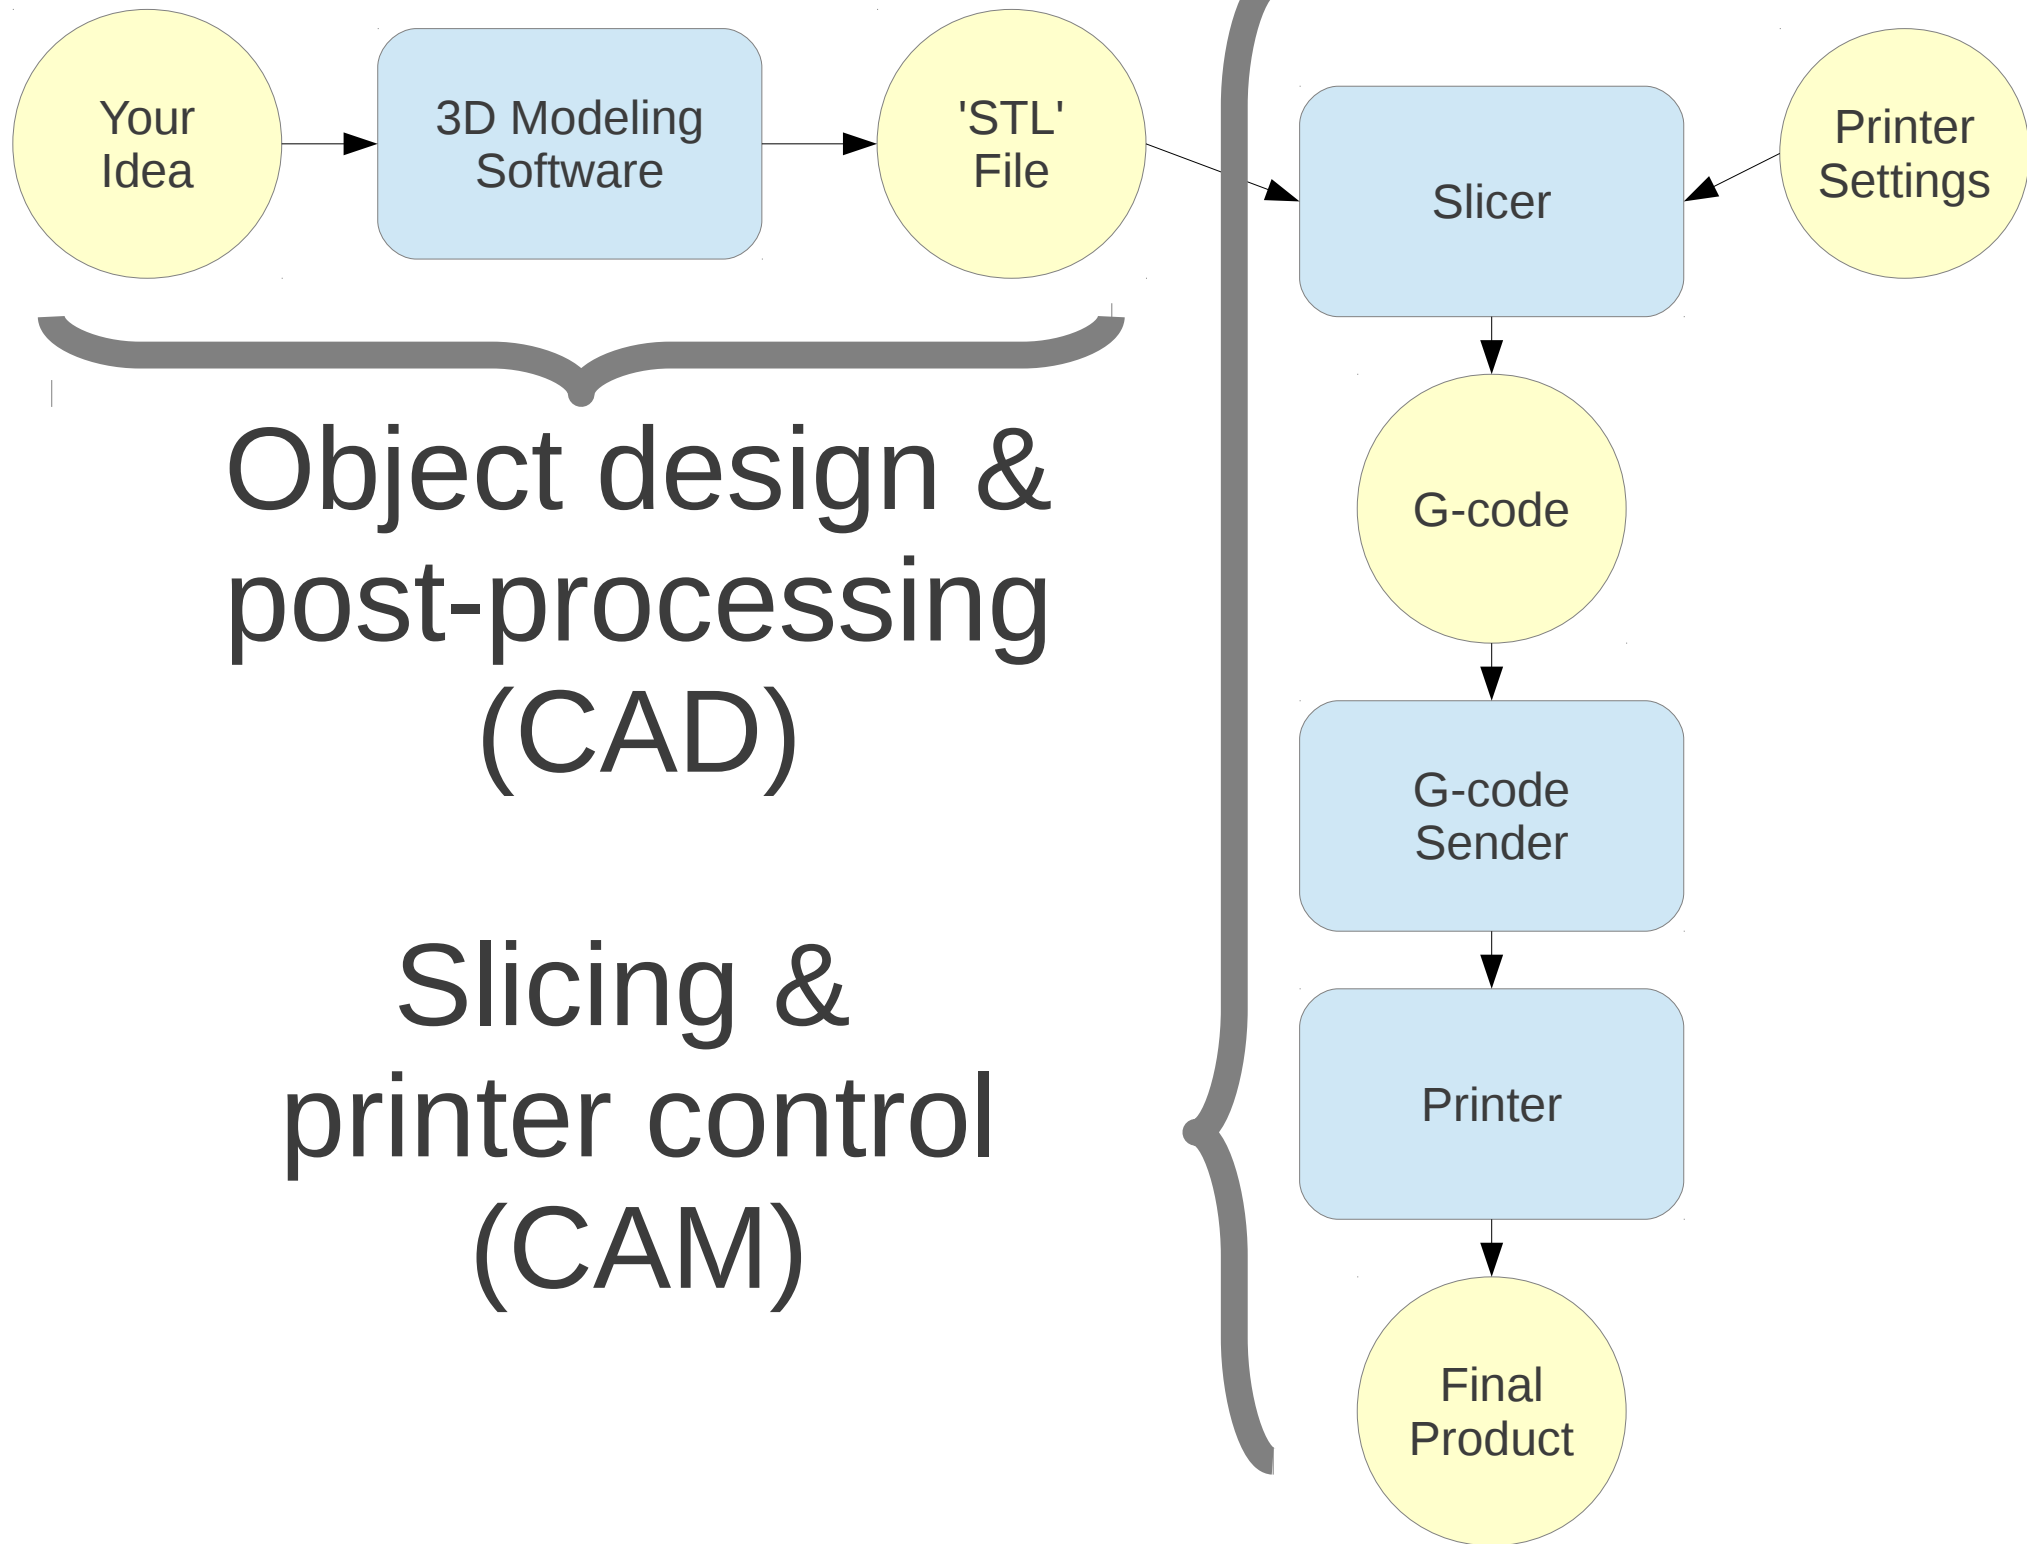 Your
Idea
3D Modeling
Software
'STL'
File
Slicer
Printer
Settings
Object design &
post-processing
(CAD)
G-code
G-code
Sender
Slicing &
printer control
(CAM)
Printer
Final
Product